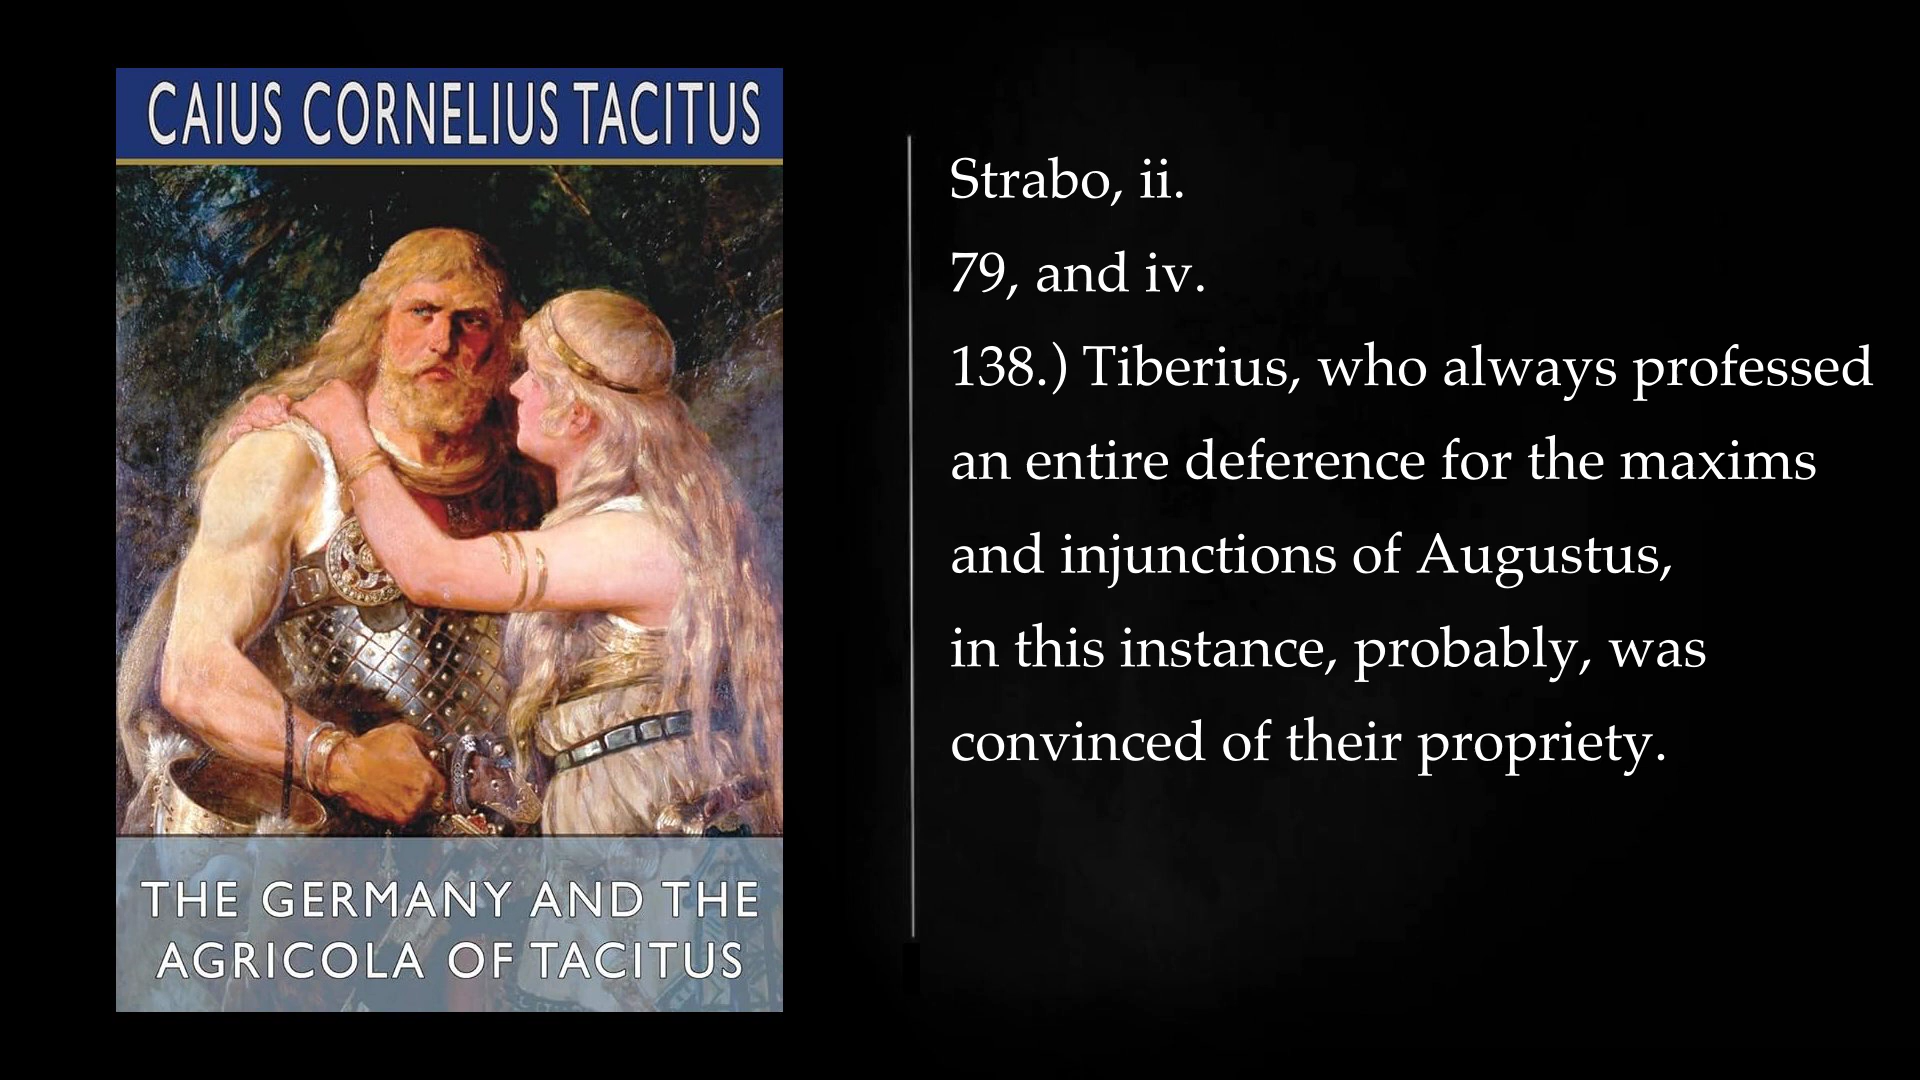 CAIUS CORNELIUS TACITUS
THE GERMANY AND THE
AGRICOLA OF TACITUS
Strabo, ii.
79, and iv.
138.) Tiberius, who always professed
an entire deference for the maxims
and injunctions of Augustus,
in this instance, probably, was
convinced of their propriety.